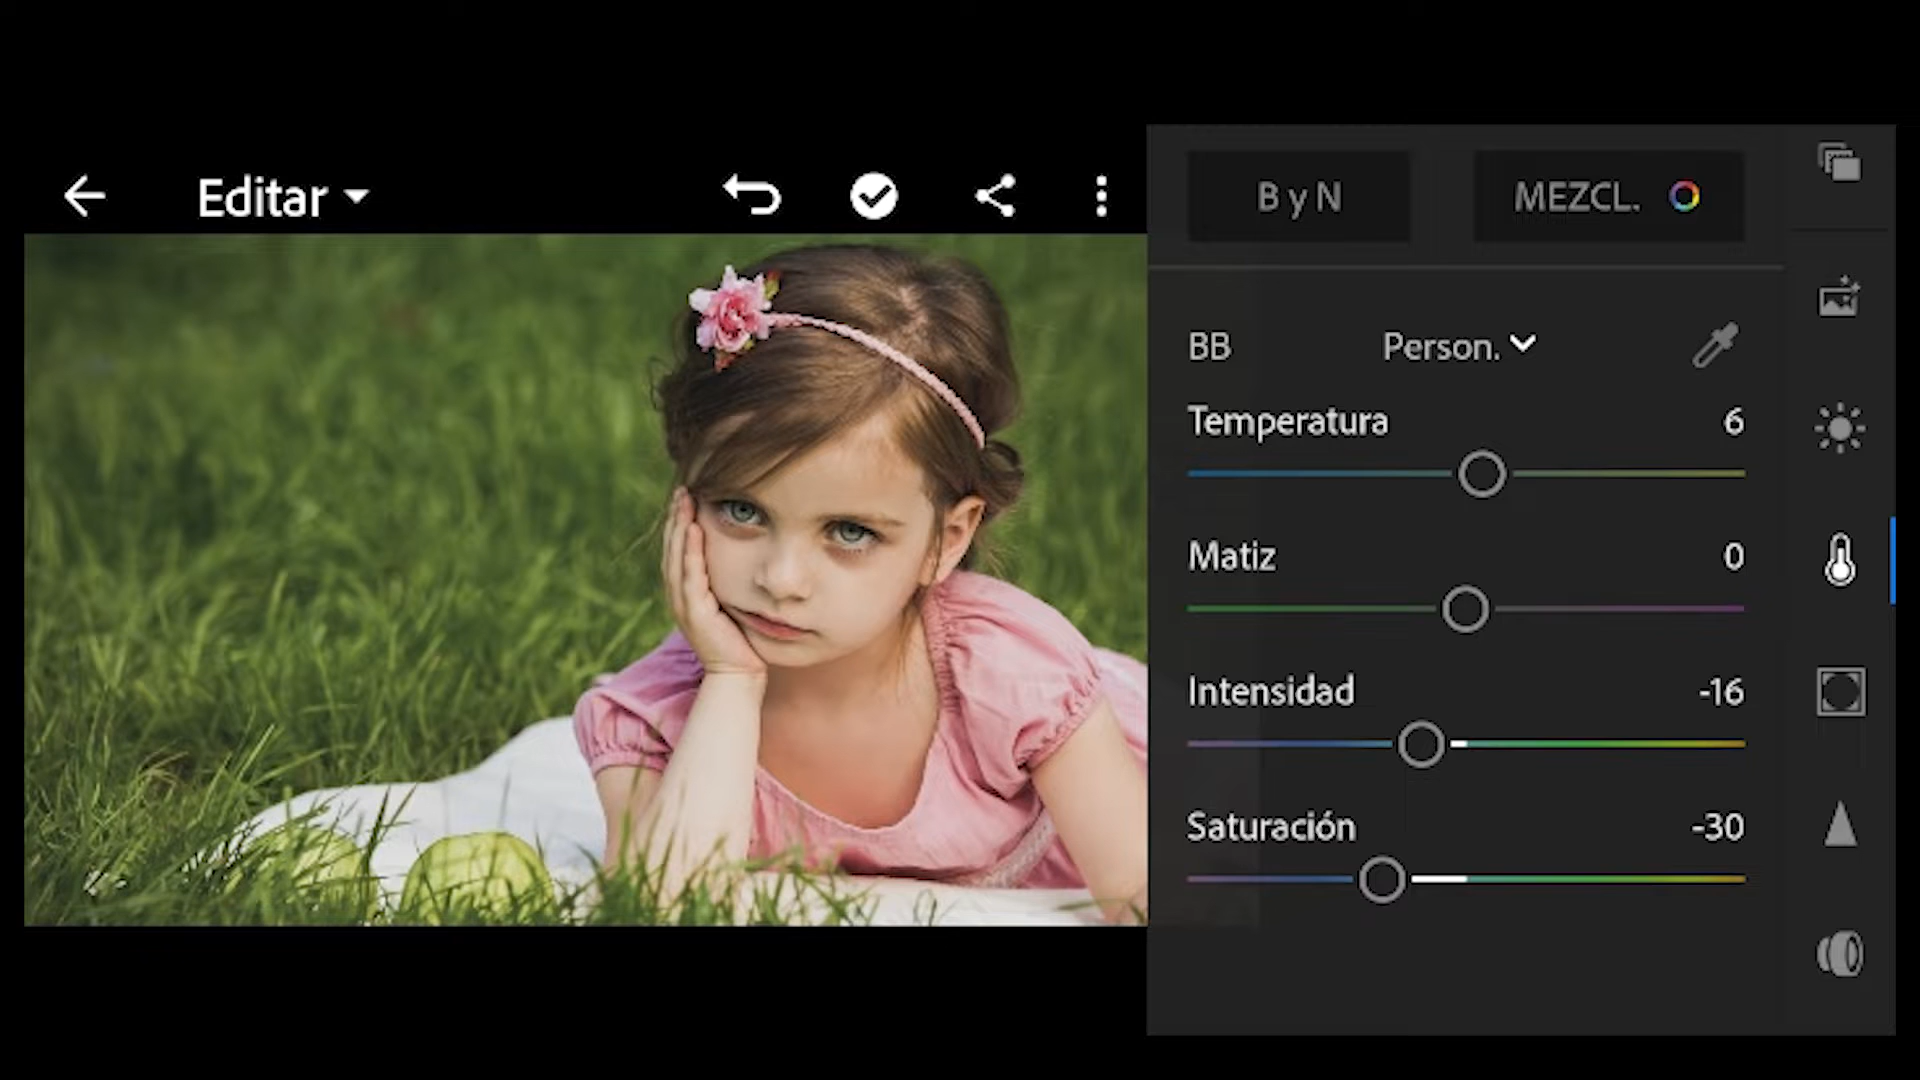 Editar
B y N
MEZCL.
BB
Person.
Temperatura
6
Matiz
0
Intensidad
-16
Saturación
-30